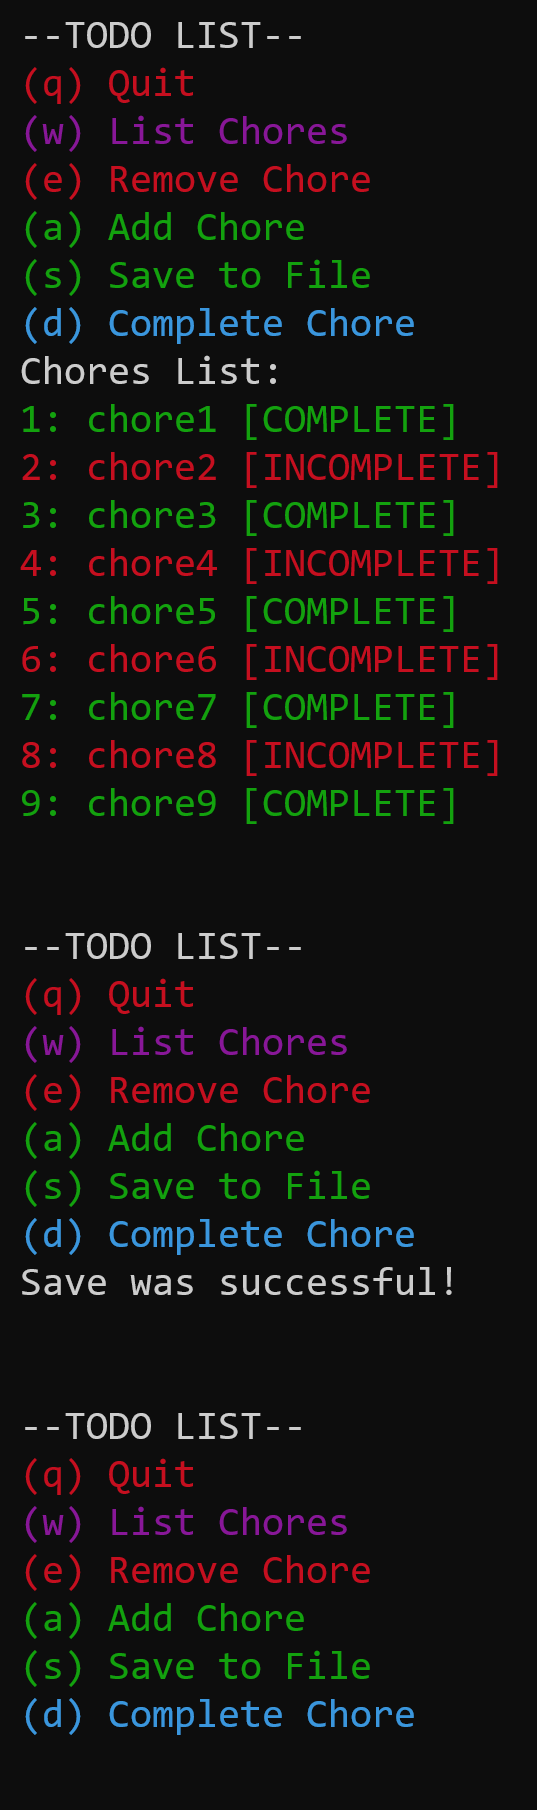 --TODO LIST--
(q) Quit
(w) List Chores
(e) Remove Chore
(a) Add Chore
(s) Save to File
(d) Complete Chore
Chores List:
1: chore1 [COMPLETE]
2: chore2 [INCOMPLETE]
3: chore3 [COMPLETE]
4: chore4 [INCOMPLETE]
5: chore5 [COMPLETE]
6: chore6 [INCOMPLETE]
7: chore7 [COMPLETE]
8: chore8 [INCOMPLETE]
9: chore9 [COMPLETE]
--TODO LIST--
(q) Quit
(w) List Chores
(e) Remove Chore
(a) Add Chore
(s) Save to File
(d) Complete Chore
Save was successful!
--TODO LIST--
(q) Quit
(w) List Chores
(e) Remove Chore
(a) Add Chore
(s) Save to File
(d) Complete Chore